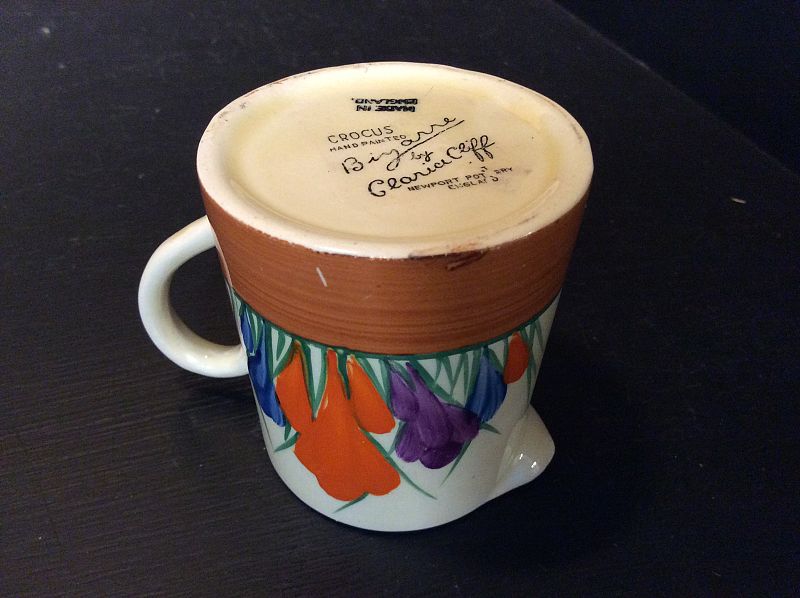 MADE IN
ENGLAND.
CROCUS
HAND PAINTED
Bizarre
by
Clarice Cliff
NEWPORT POTTERY
ENGLAND